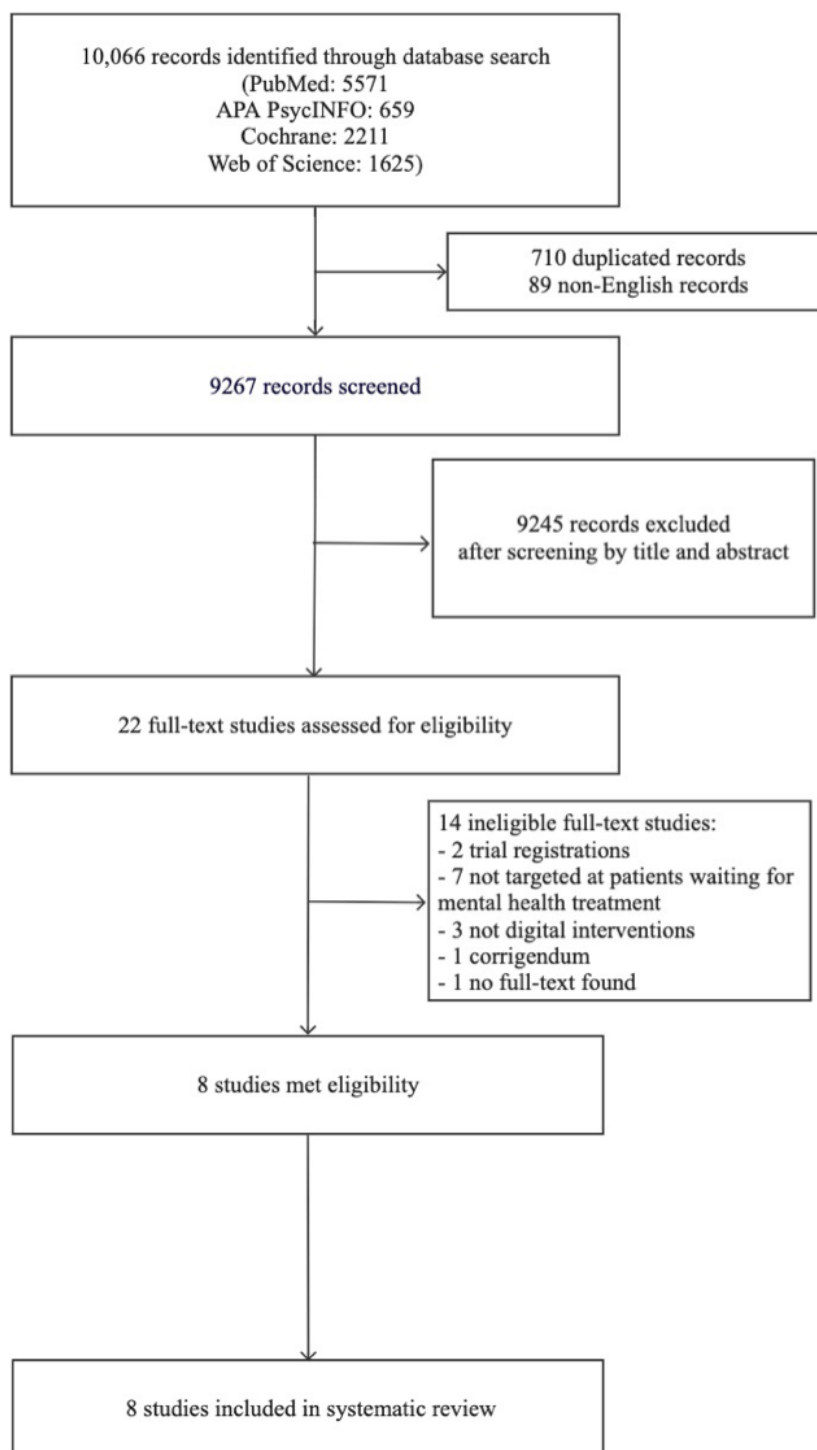 10,066 records identified through database search
(PubMed: 5571
APA PsycINFO: 659
Cochrane: 2211
Web of Science: 1625)
710 duplicated records
89 non-English records
9267 records screened
9245 records excluded
after screening by title and abstract
22 full-text studies assessed for eligibility
14 ineligible full-text studies:
- 2 trial registrations
- 7 not targeted at patients waiting for
mental health treatment
- 3 not digital interventions
- 1 corrigendum
- 1 no full-text found
8 studies met eligibility
8 studies included in systematic review